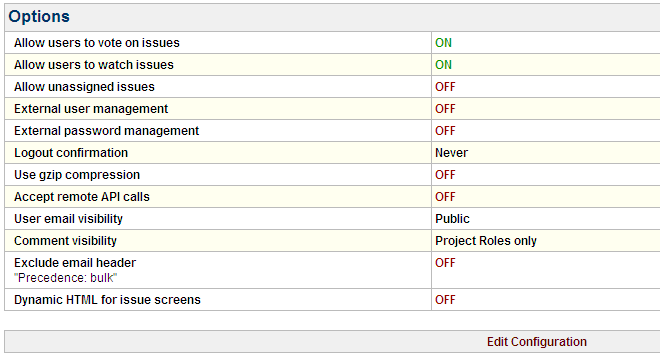 Options
Allow users to vote on issues ON
Allow users to watch issues ON
Allow unassigned issues OFF
External user management OFF
External password management OFF
Logout confirmation Never
Use gzip compression OFF
Accept remote API calls OFF
User email visibility Public
Comment visibility Project Roles only
Exclude email header OFF
"Precedence: bulk"
Dynamic HTML for issue screens OFF
Edit Configuration